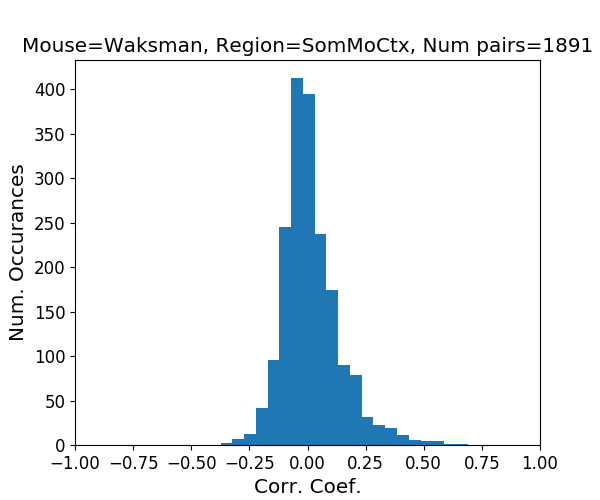 Mouse=Waksman, Region=SomMoCtx, Num pairs=1891
Num. Occurances
400
350
300
250
200
150
100
50
0
−1.00 −0.75 −0.50 −0.25 0.00 0.25 0.50 0.75 1.00
Corr. Coef.